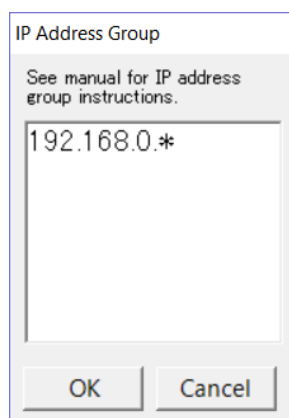 IP Address Group
See manual for IP address
group instructions.
192.168.0.*
OK
Cancel